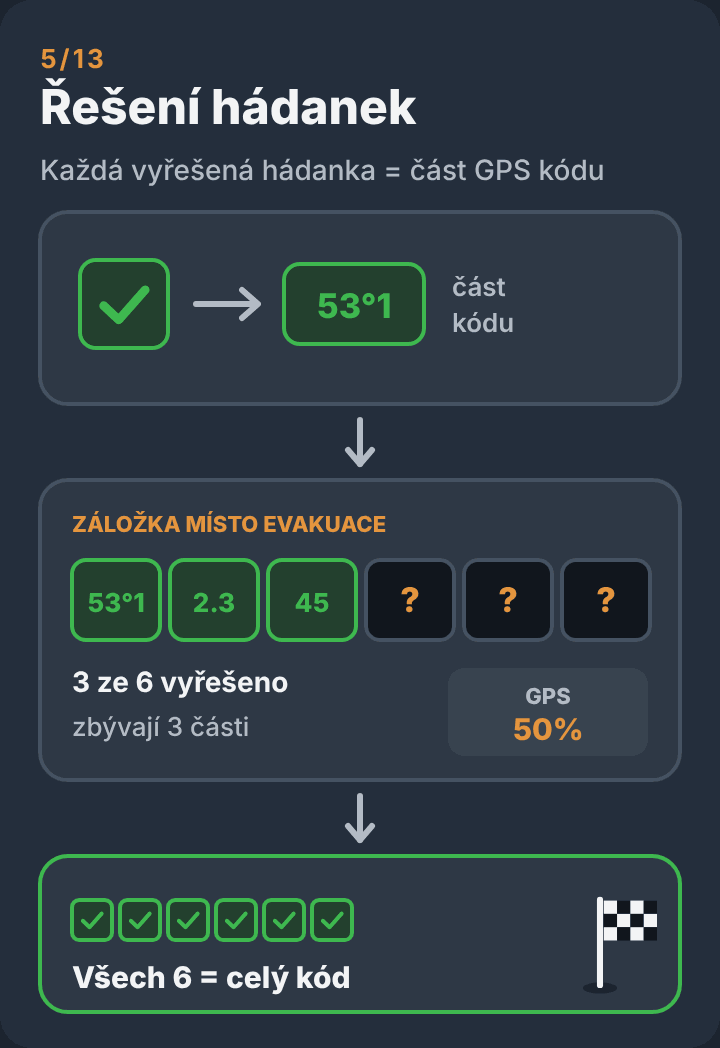 5/13
Řešení hádanek
Každá vyřešená hádanka = část GPS kódu
53°1
část
kódu
ZÁLOŽKA MÍSTO EVAKUACE
53°1 2.3 45 ? ? ?
3 ze 6 vyřešeno
zbývají 3 části
GPS
50%
Všech 6 = celý kód